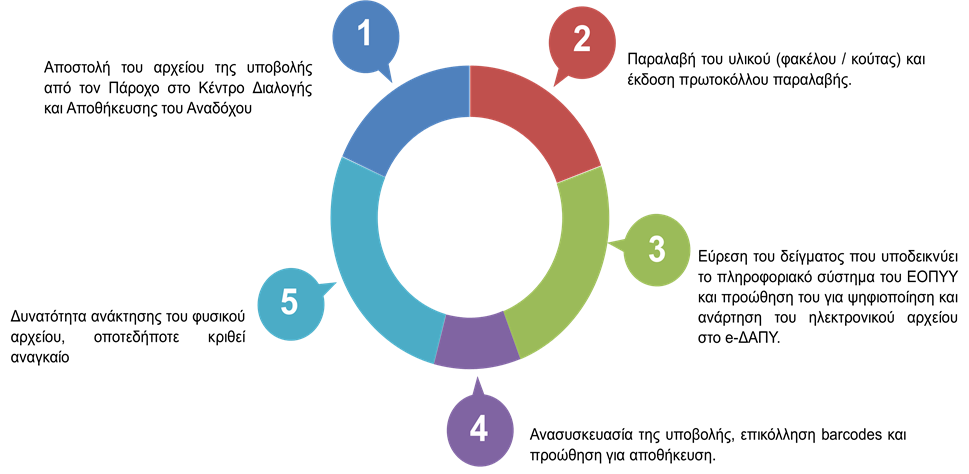 1
Αποστολή του αρχείου της υποβολής
από τον Πάροχο στο Κέντρο Διαλογής
και Αποθήκευσης του Αναδόχου
2
Παραλαβή του υλικού (φακέλου / κούτας) και
έκδοση πρωτοκόλλου παραλαβής.
3
Εύρεση του δείγματος που υποδεικνύει
το πληροφοριακό σύστημα του ΕΟΠΥΥ
και προώθηση του για ψηφιοποίηση και
ανάρτηση του ηλεκτρονικού αρχείου
στο e-ΔΑΠΥ.
4
Ανασυσκευασία της υποβολής, επικόλληση barcodes και
προώθηση για αποθήκευση.
5
Δυνατότητα ανάκτησης του φυσικού
αρχείου, οποτεδήποτε κριθεί
αναγκαίο